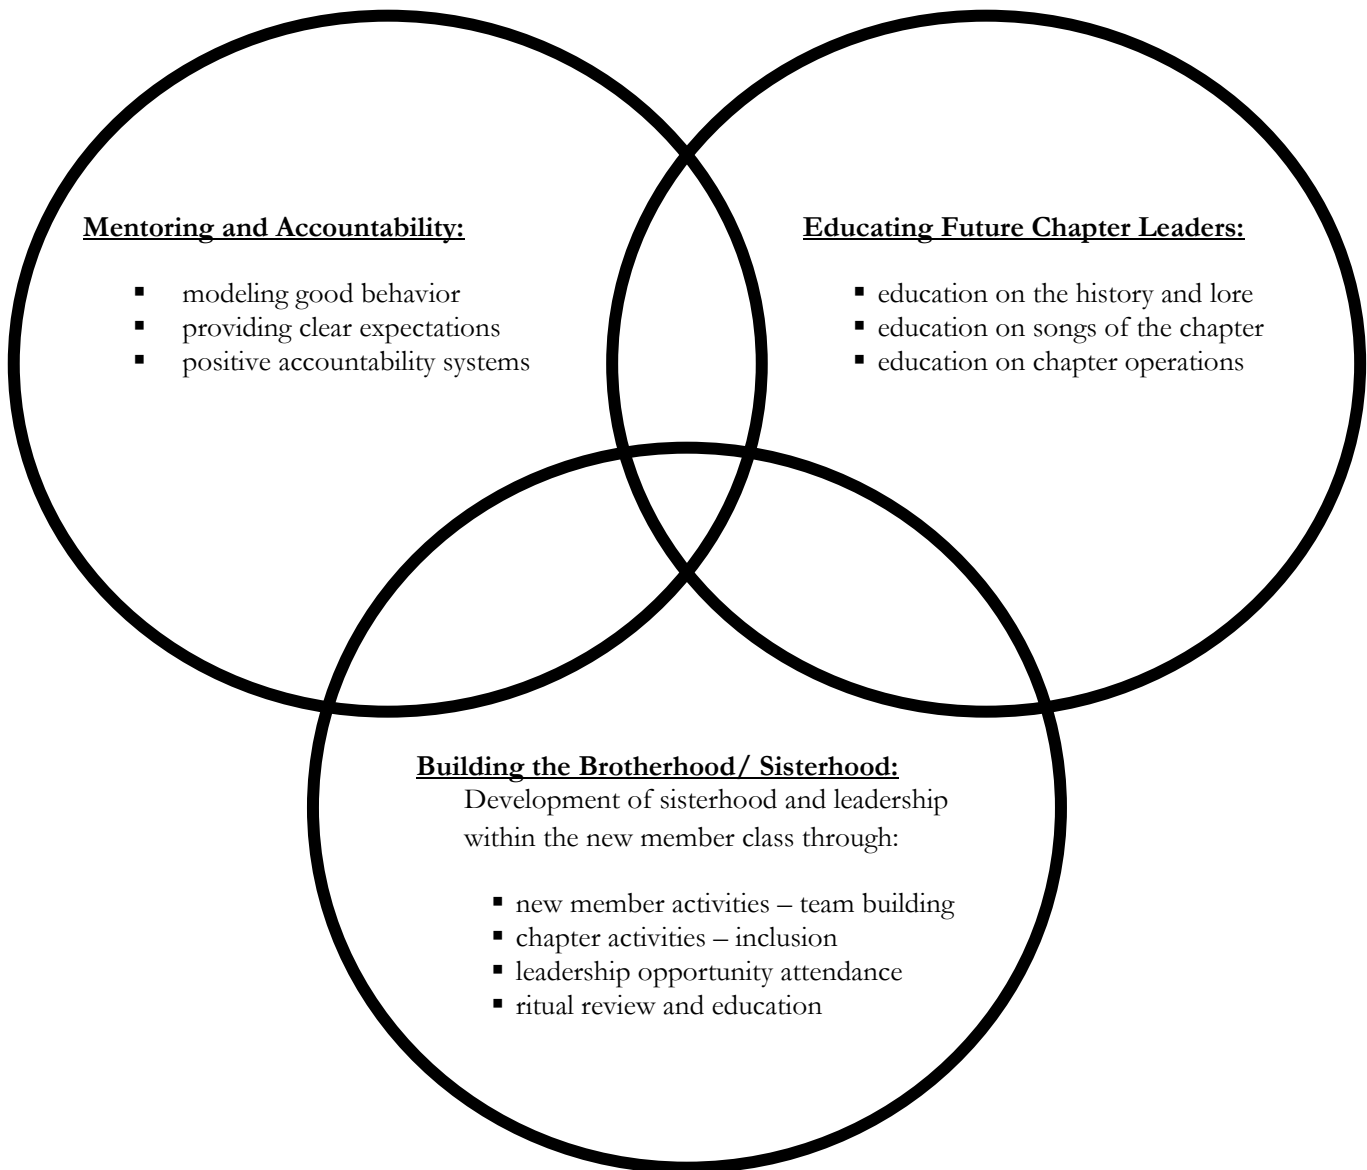 Mentoring and Accountability:
▪ modeling good behavior
▪ providing clear expectations
▪ positive accountability systems
Educating Future Chapter Leaders:
▪ education on the history and lore
▪ education on songs of the chapter
▪ education on chapter operations
Building the Brotherhood/ Sisterhood:
Development of sisterhood and leadership
within the new member class through:
▪ new member activities – team building
▪ chapter activities – inclusion
▪ leadership opportunity attendance
▪ ritual review and education